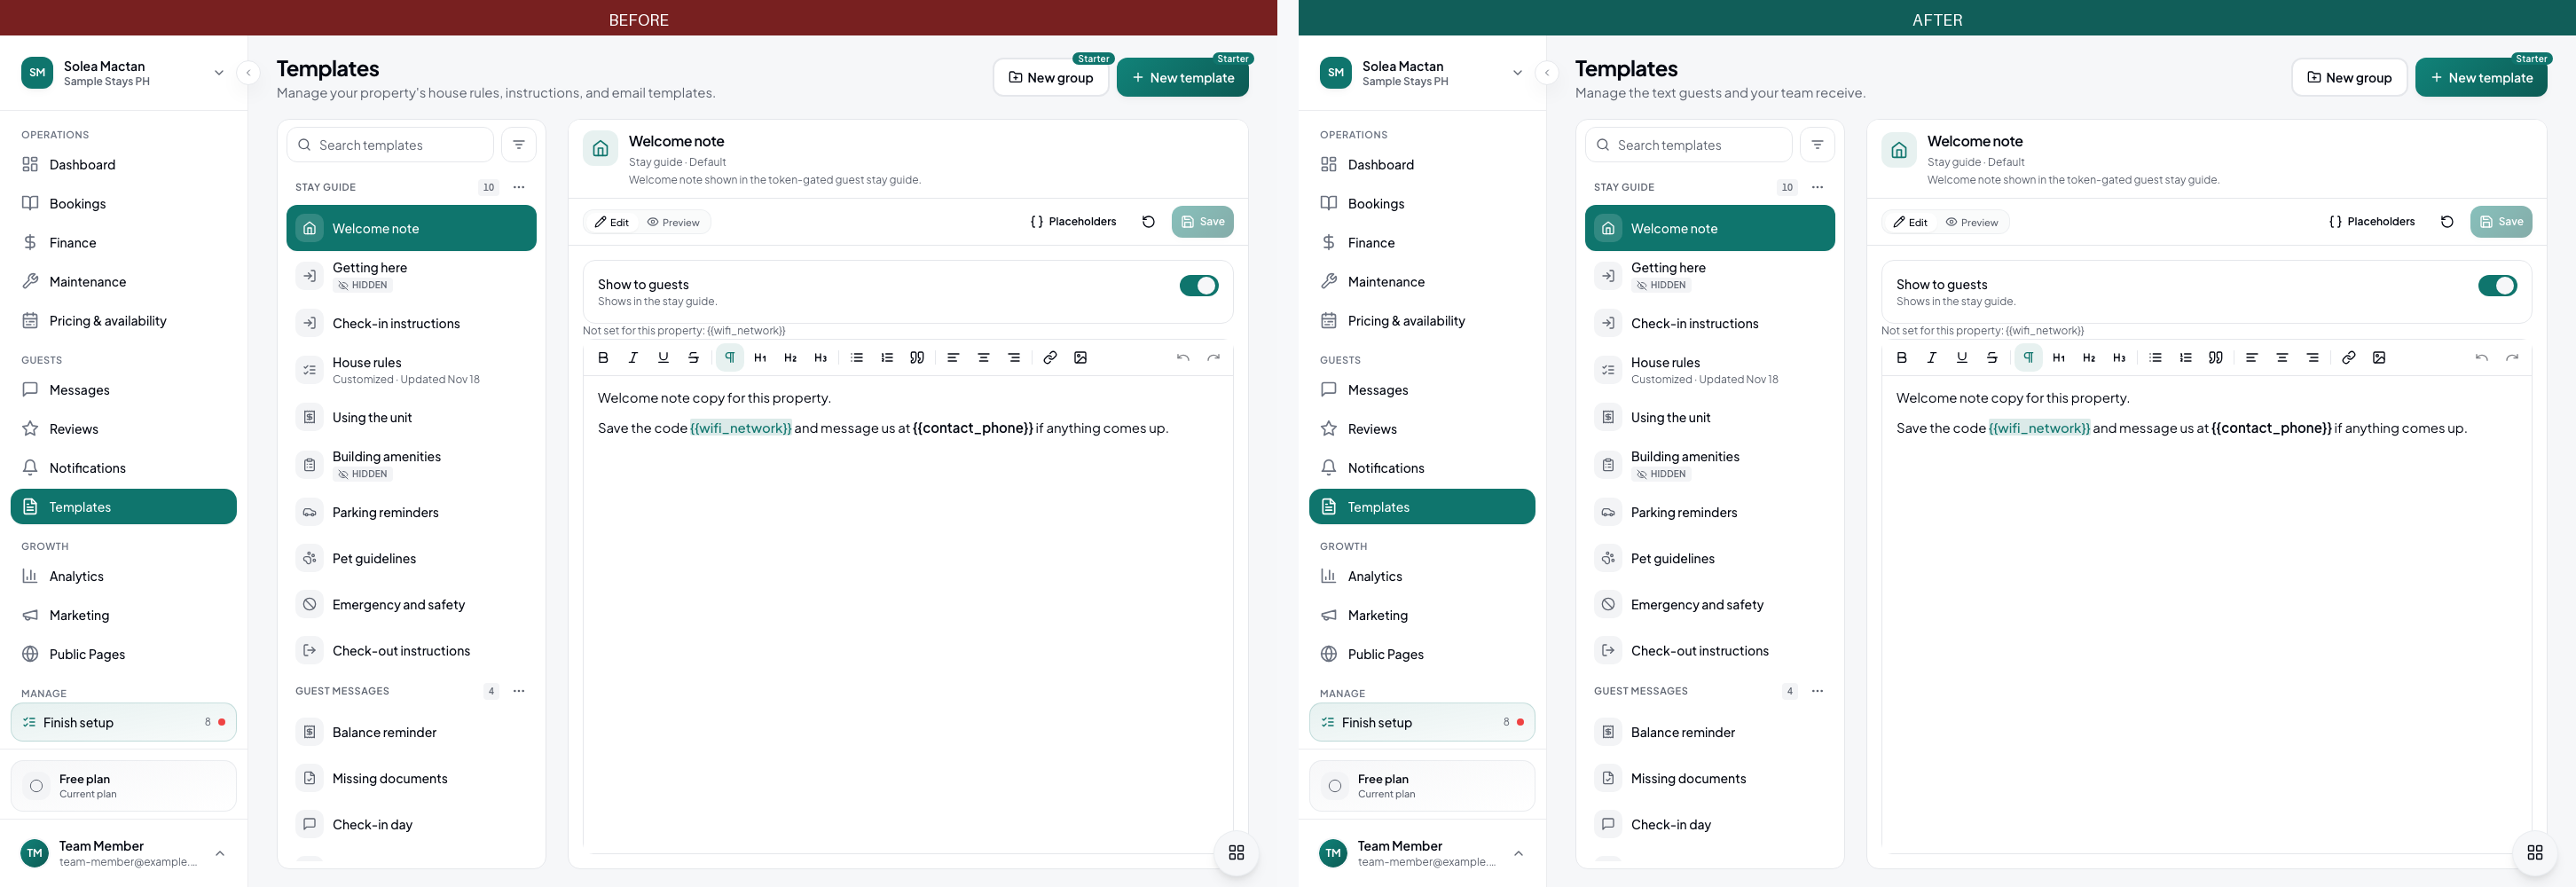 BEFORE
SM
Solea Mactan
Sample Stays PH
OPERATIONS
Dashboard
Bookings
Finance
Maintenance
Pricing & availability
GUESTS
Messages
Reviews
Notifications
Templates
GROWTH
Analytics
Marketing
Public Pages
MANAGE
Finish setup 8
Free plan
Current plan
TM
Team Member
team-member@example....
Templates
Manage your property's house rules, instructions, and email templates.
New group Starter
New template Starter
Search templates
STAY GUIDE 10
Welcome note
Getting here
HIDDEN
Check-in instructions
House rules
Customized · Updated Nov 18
Using the unit
Building amenities
HIDDEN
Parking reminders
Pet guidelines
Emergency and safety
Check-out instructions
GUEST MESSAGES 4
Balance reminder
Missing documents
Check-in day
Welcome note
Stay guide · Default
Welcome note shown in the token-gated guest stay guide.
Edit Preview { } Placeholders Save
Show to guests
Shows in the stay guide.
Not set for this property: {{wifi_network}}
B I U S ¶ H1 H2 H3
Welcome note copy for this property.
Save the code {{wifi_network}} and message us at {{contact_phone}} if anything comes up.
AFTER
SM
Solea Mactan
Sample Stays PH
OPERATIONS
Dashboard
Bookings
Finance
Maintenance
Pricing & availability
GUESTS
Messages
Reviews
Notifications
Templates
GROWTH
Analytics
Marketing
Public Pages
MANAGE
Finish setup 8
Free plan
Current plan
TM
Team Member
team-member@example....
Templates
Manage the text guests and your team receive.
New group
New template Starter
Search templates
STAY GUIDE 10
Welcome note
Getting here
HIDDEN
Check-in instructions
House rules
Customized · Updated Nov 18
Using the unit
Building amenities
HIDDEN
Parking reminders
Pet guidelines
Emergency and safety
Check-out instructions
GUEST MESSAGES 4
Balance reminder
Missing documents
Check-in day
Welcome note
Stay guide · Default
Welcome note shown in the token-gated guest stay guide.
Edit Preview { } Placeholders Save
Show to guests
Shows in the stay guide.
Not set for this property: {{wifi_network}}
B I U S ¶ H1 H2 H3
Welcome note copy for this property.
Save the code {{wifi_network}} and message us at {{contact_phone}} if anything comes up.